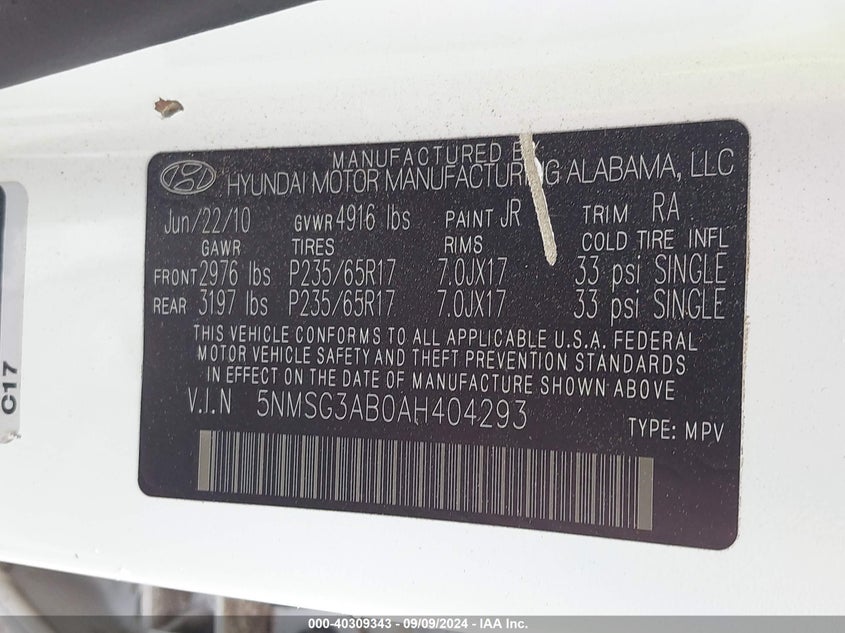 MANUFACTURED BY
HYUNDAI MOTOR MANUFACTURING ALABAMA, LLC
Jun/22/10 GVWR 4916 lbs PAINT JR TRIM RA
GAWR TIRES RIMS COLD TIRE INFL
FRONT 2976 lbs P235/65R17 7.0JX17 33 psi SINGLE
REAR 3197 lbs P235/65R17 7.0JX17 33 psi SINGLE
THIS VEHICLE CONFORMS TO ALL APPLICABLE U.S.A. FEDERAL
MOTOR VEHICLE SAFETY AND THEFT PREVENTION STANDARDS
IN EFFECT ON THE DATE OF MANUFACTURE SHOWN ABOVE
V.I.N 5NMSG3AB0AH404293
TYPE: MPV
C17
000-40309343 - 09/09/2024 - IAA Inc.